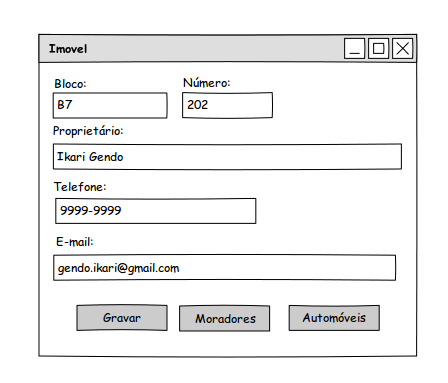 Imovel
Bloco: Número:
B7 202
Proprietário:
Ikari Gendo
Telefone:
9999-9999
E-mail:
gendo.ikari@gmail.com
Gravar Moradores Automóveis